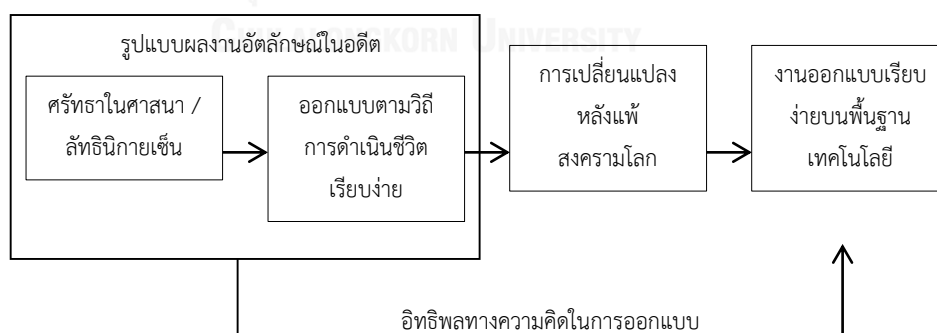 CHULALONGKORN UNIVERSITY
รูปแบบผลงานอัตลักษณ์ในอดีต
ศรัทธาในศาสนา /
ลัทธินิกายเซ็น
ออกแบบตามวิถี
การดำเนินชีวิต
เรียบง่าย
การเปลี่ยนแปลง
หลังแพ้
สงครามโลก
งานออกแบบเรียบ
ง่ายบนพื้นฐาน
เทคโนโลยี
อิทธิพลทางความคิดในการออกแบบ